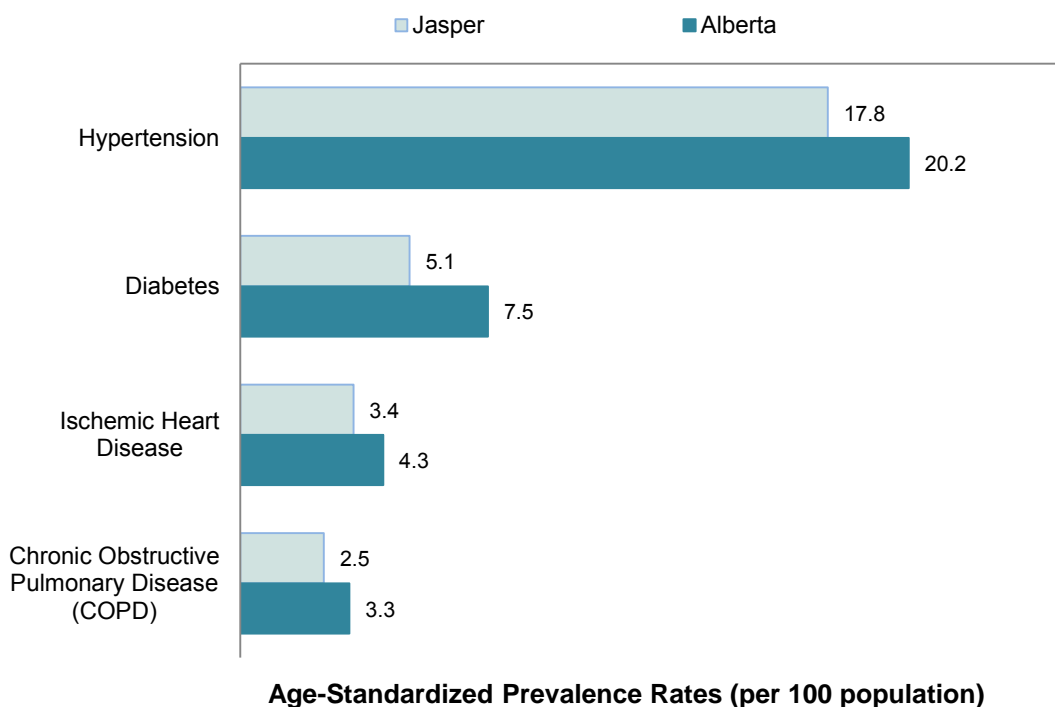 Jasper
Alberta
Hypertension
17.8
20.2
Diabetes
5.1
7.5
Ischemic Heart
Disease
3.4
4.3
Chronic Obstructive
Pulmonary Disease
(COPD)
2.5
3.3
Age-Standardized Prevalence Rates (per 100 population)